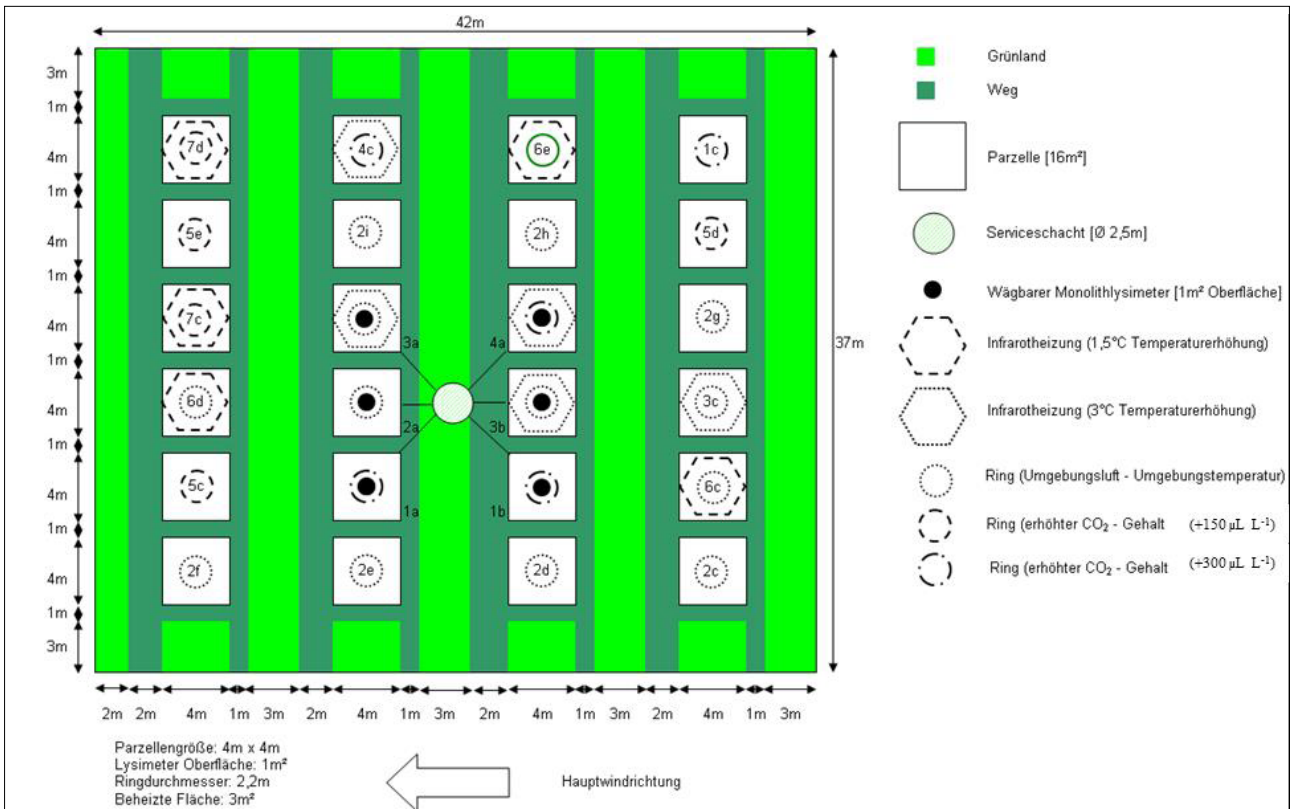 42m
3m
1m
4m
1m
4m
1m
4m
1m
4m
1m
4m
1m
4m
1m
3m
37m
7d
4c
6e
1c
5e
2i
2h
5d
7c
2g
3a
4a
6d
3c
2a
3b
5c
6c
1a
1b
2f
2e
2d
2c
2m 2m 4m 1m 3m 2m 4m 1m 3m 2m 4m 1m 3m 2m 4m 1m 3m
Grünland
Weg
Parzelle [16m²]
Serviceschacht [Ø 2,5m]
Wägbarer Monolithlysimeter [1m² Oberfläche]
Infrarotheizung (1,5°C Temperaturerhöhung)
Infrarotheizung (3°C Temperaturerhöhung)
Ring (Umgebungsluft - Umgebungstemperatur)
Ring (erhöhter CO₂ - Gehalt (+150 µL L⁻¹)
Ring (erhöhter CO₂ - Gehalt (+300 µL L⁻¹)
Parzellengröße: 4m x 4m
Lysimeter Oberfläche: 1m²
Ringdurchmesser: 2,2m
Beheizte Fläche: 3m²
Hauptwindrichtung